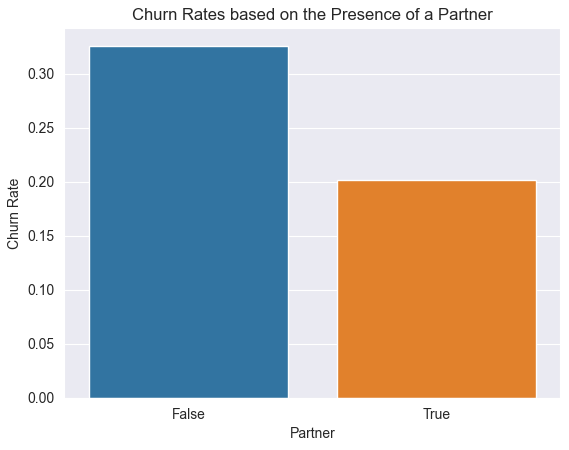 Churn Rates based on the Presence of a Partner
0.30
0.25
0.20
0.15
0.10
0.05
0.00
Churn Rate
False
True
Partner